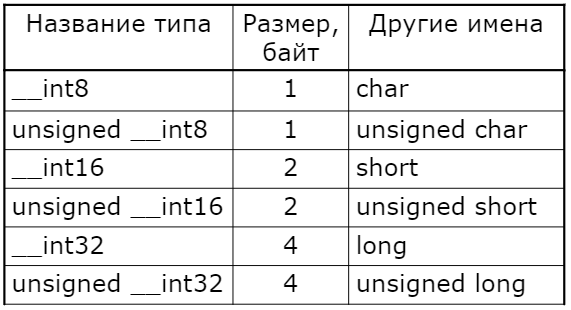 Название типа Размер, байт Другие имена
__int8 1 char
unsigned __int8 1 unsigned char
__int16 2 short
unsigned __int16 2 unsigned short
__int32 4 long
unsigned __int32 4 unsigned long